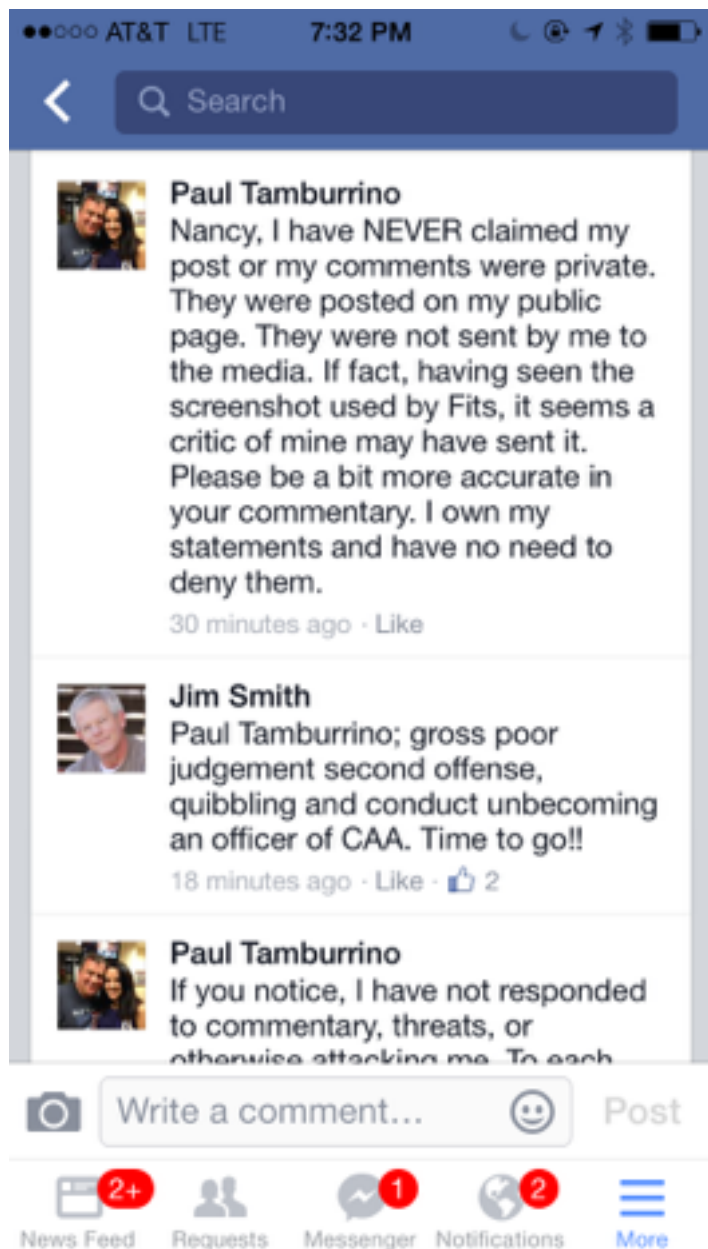 AT&T LTE 7:32 PM
Search
Paul Tamburrino
Nancy, I have NEVER claimed my
post or my comments were private.
They were posted on my public
page. They were not sent by me to
the media. If fact, having seen the
screenshot used by Fits, it seems a
critic of mine may have sent it.
Please be a bit more accurate in
your commentary. I own my
statements and have no need to
deny them.
30 minutes ago · Like
Jim Smith
Paul Tamburrino; gross poor
judgement second offense,
quibbling and conduct unbecoming
an officer of CAA. Time to go!!
18 minutes ago · Like · 2
Paul Tamburrino
If you notice, I have not responded
to commentary, threats, or
otherwise attacking me. To each
Write a comment... Post
2+ 1 2
News Feed Requests Messenger Notifications More